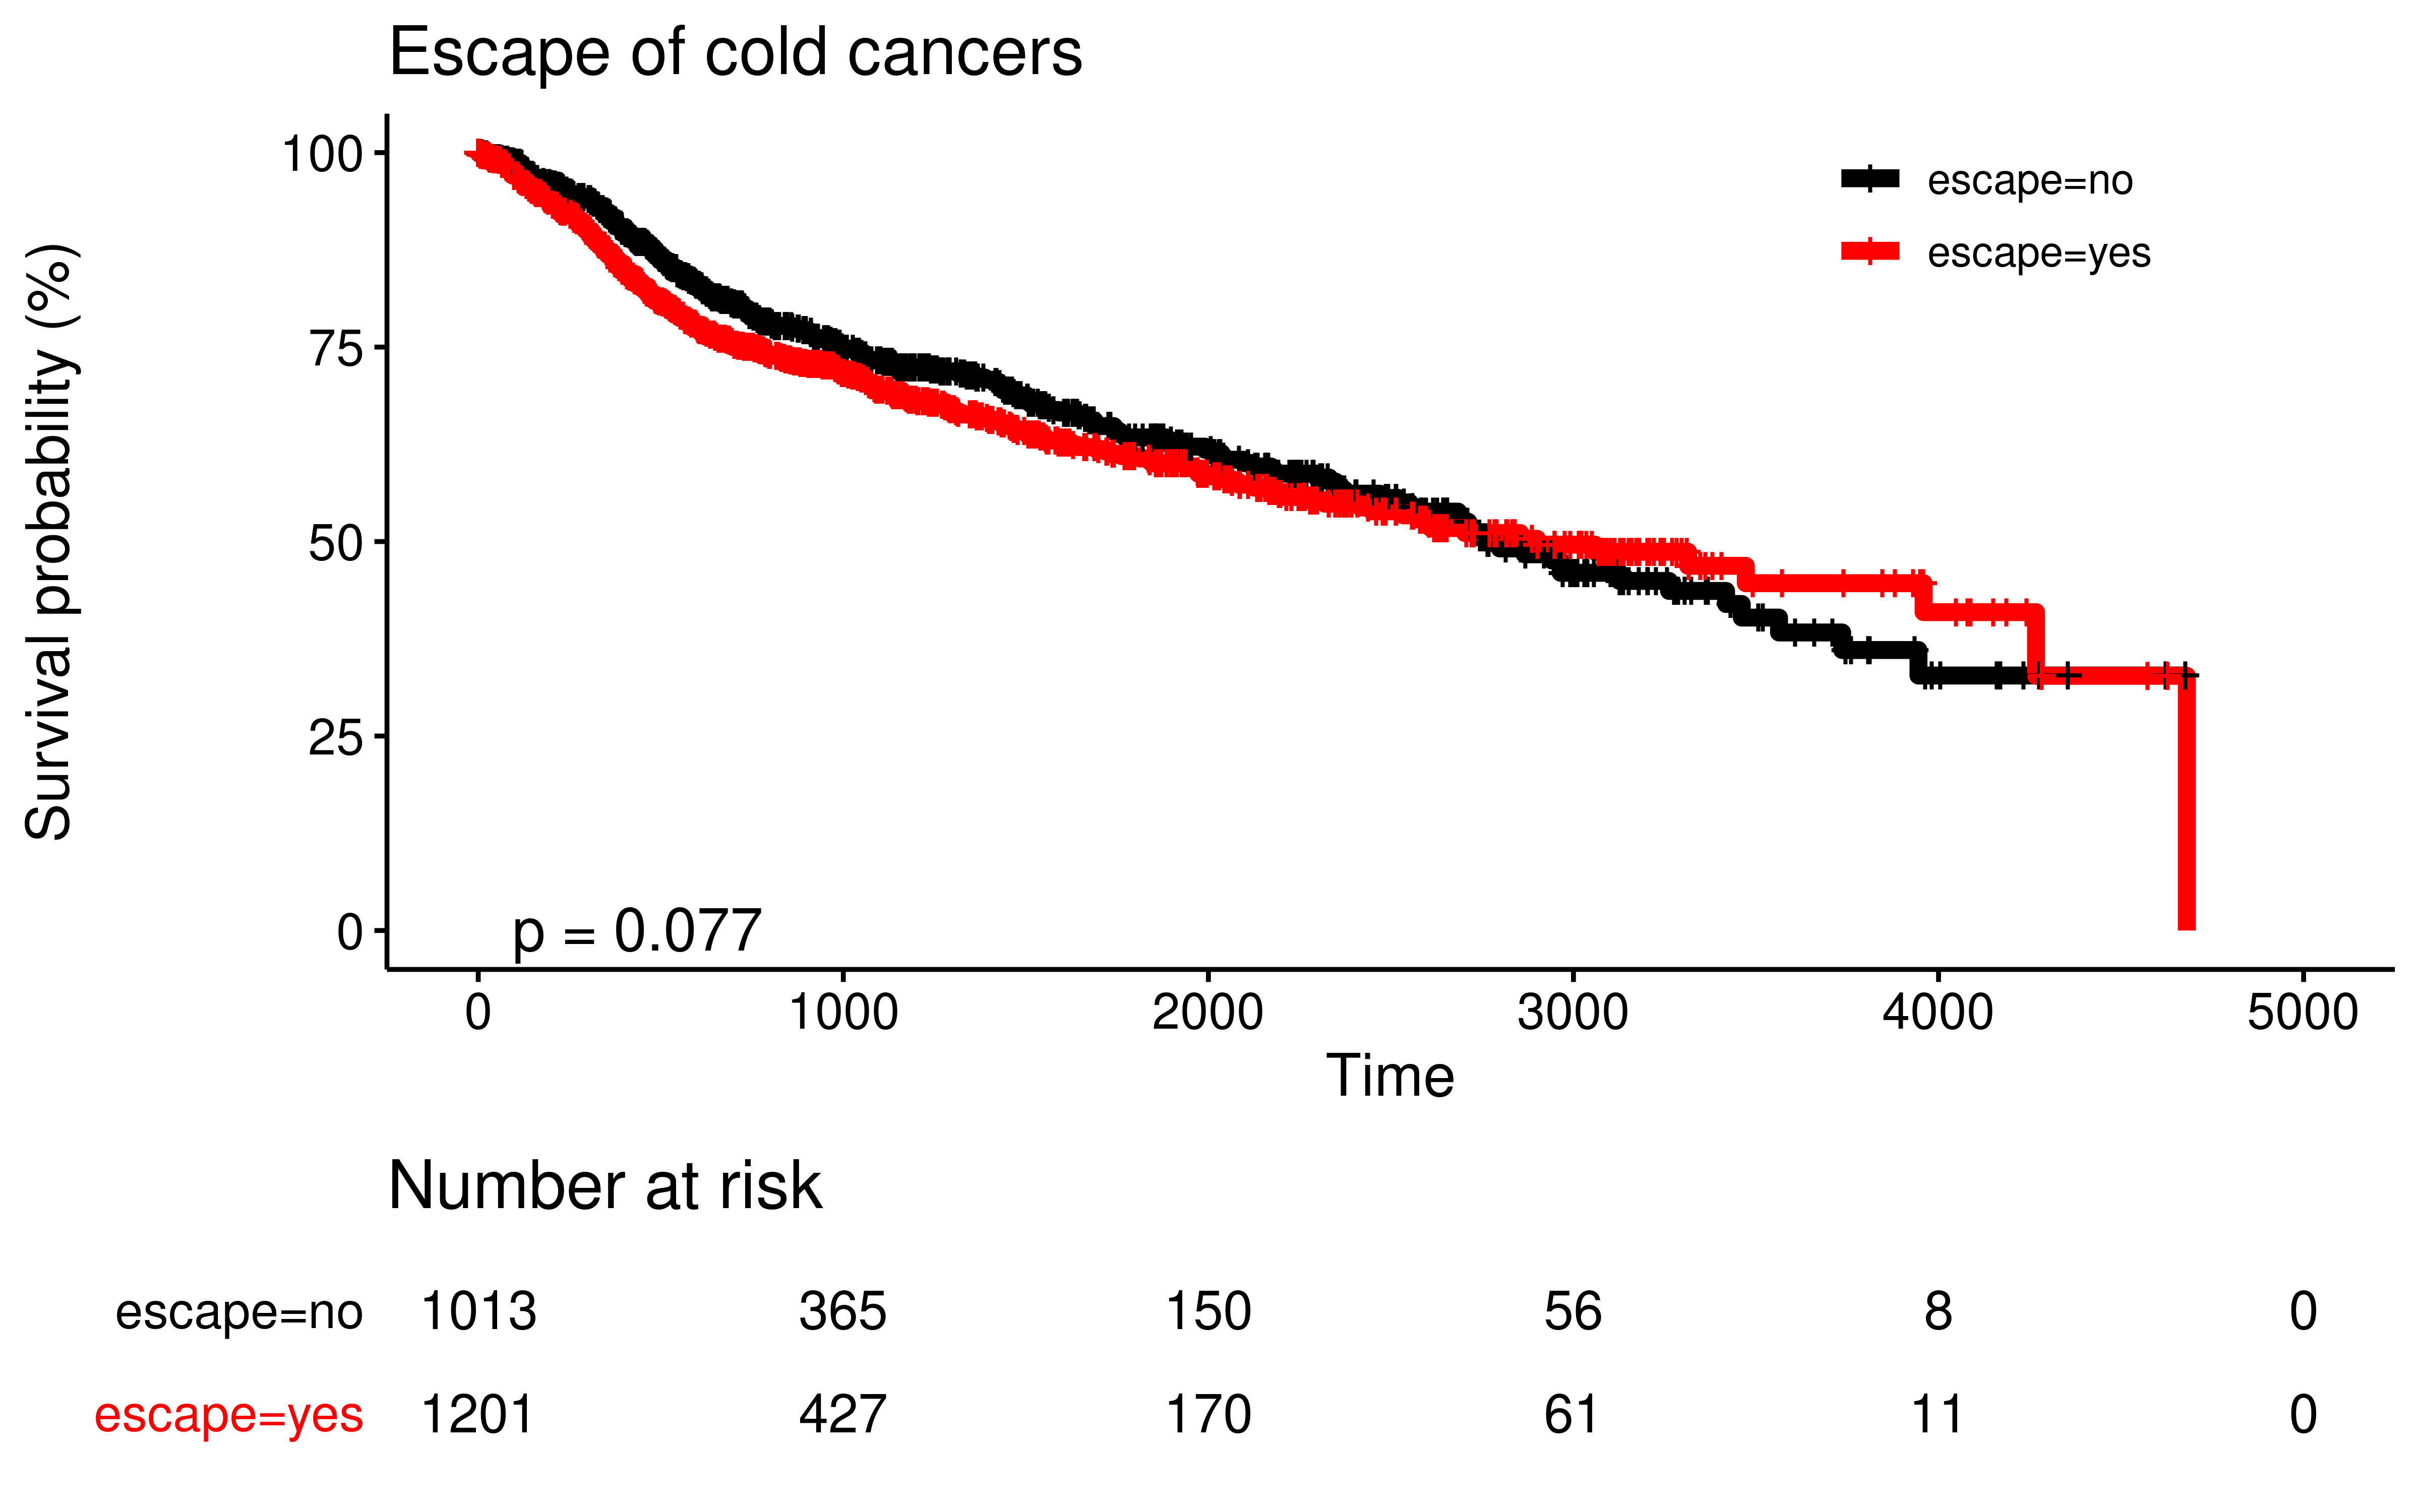 Escape of cold cancers
escape=no
escape=yes
Survival probability (%)
100
75
50
25
0
p = 0.077
0 1000 2000 3000 4000 5000
Time
Number at risk
escape=no 1013 365 150 56 8 0
escape=yes 1201 427 170 61 11 0